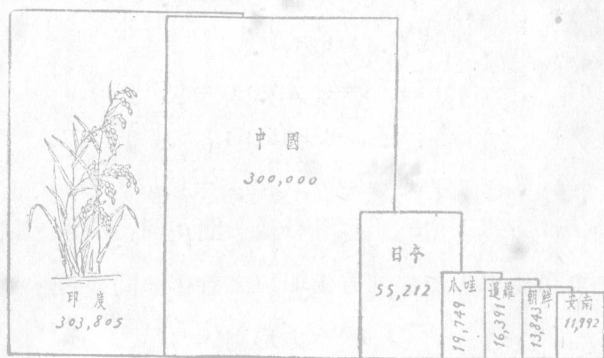 印度
303,805
中國
300,000
日本
55,212
爪哇
19,749
暹羅
16,391
朝鮮
13,843
安南
11,992